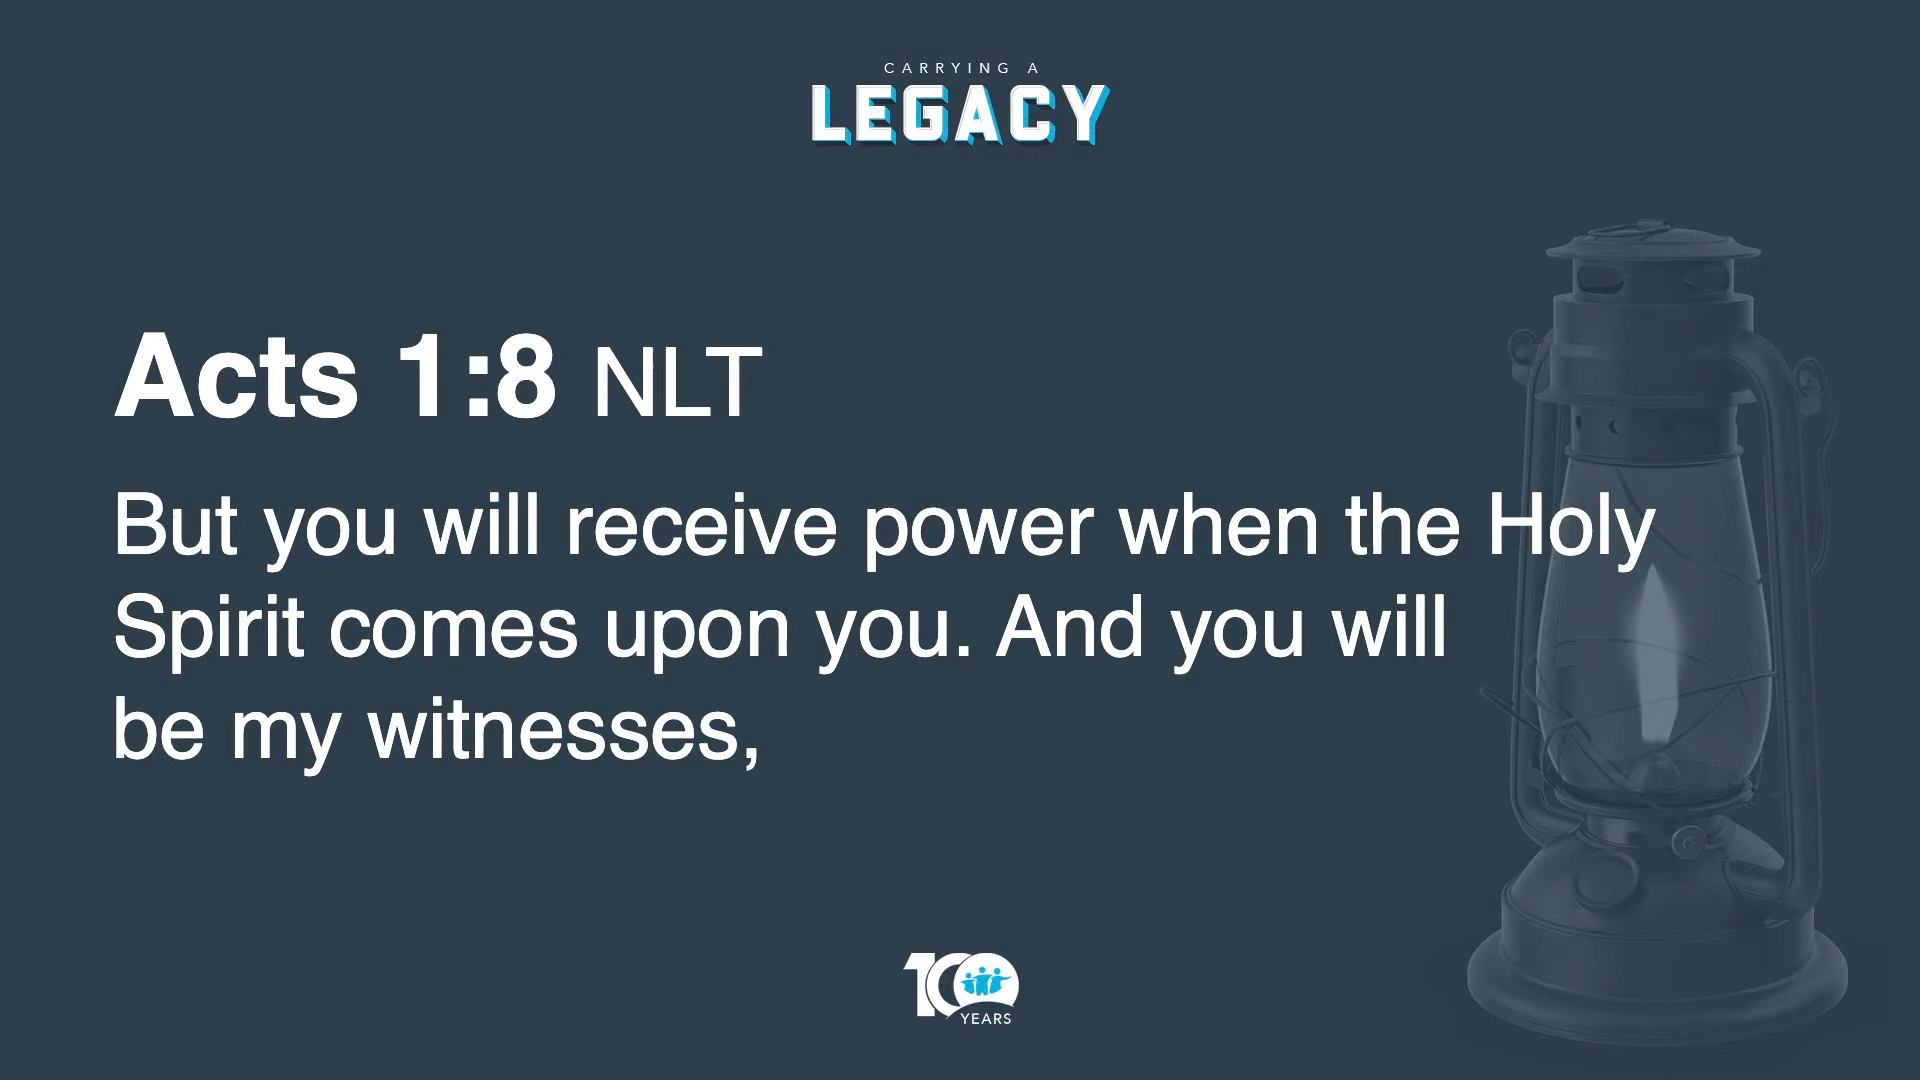 CARRYING A
LEGACY
Acts 1:8 NLT
But you will receive power when the Holy
Spirit comes upon you. And you will
be my witnesses,
100
YEARS